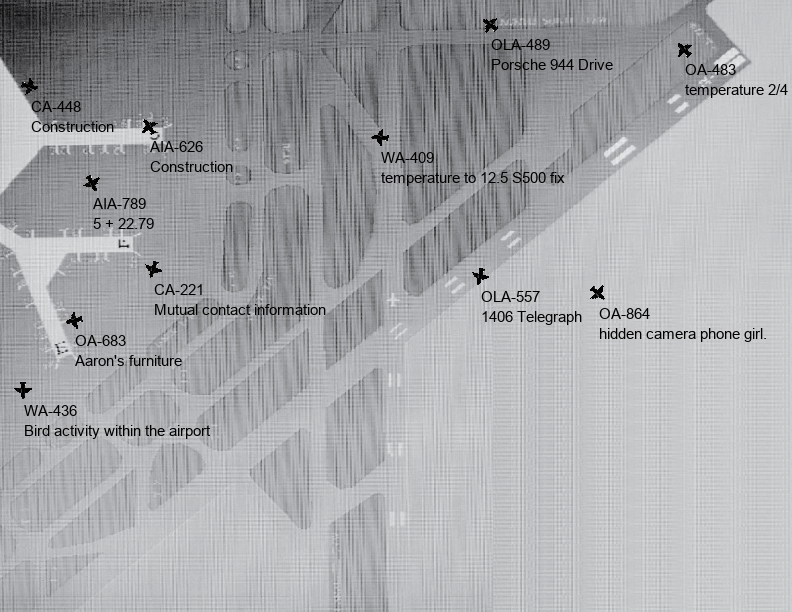 OLA-489
Porsche 944 Drive
OA-483
temperature 2/4
CA-448
Construction
AIA-626
Construction
WA-409
temperature to 12.5 S500 fix
AIA-789
5 + 22.79
CA-221
Mutual contact information
OLA-557
1406 Telegraph
OA-864
hidden camera phone girl.
OA-683
Aaron's furniture
WA-436
Bird activity within the airport